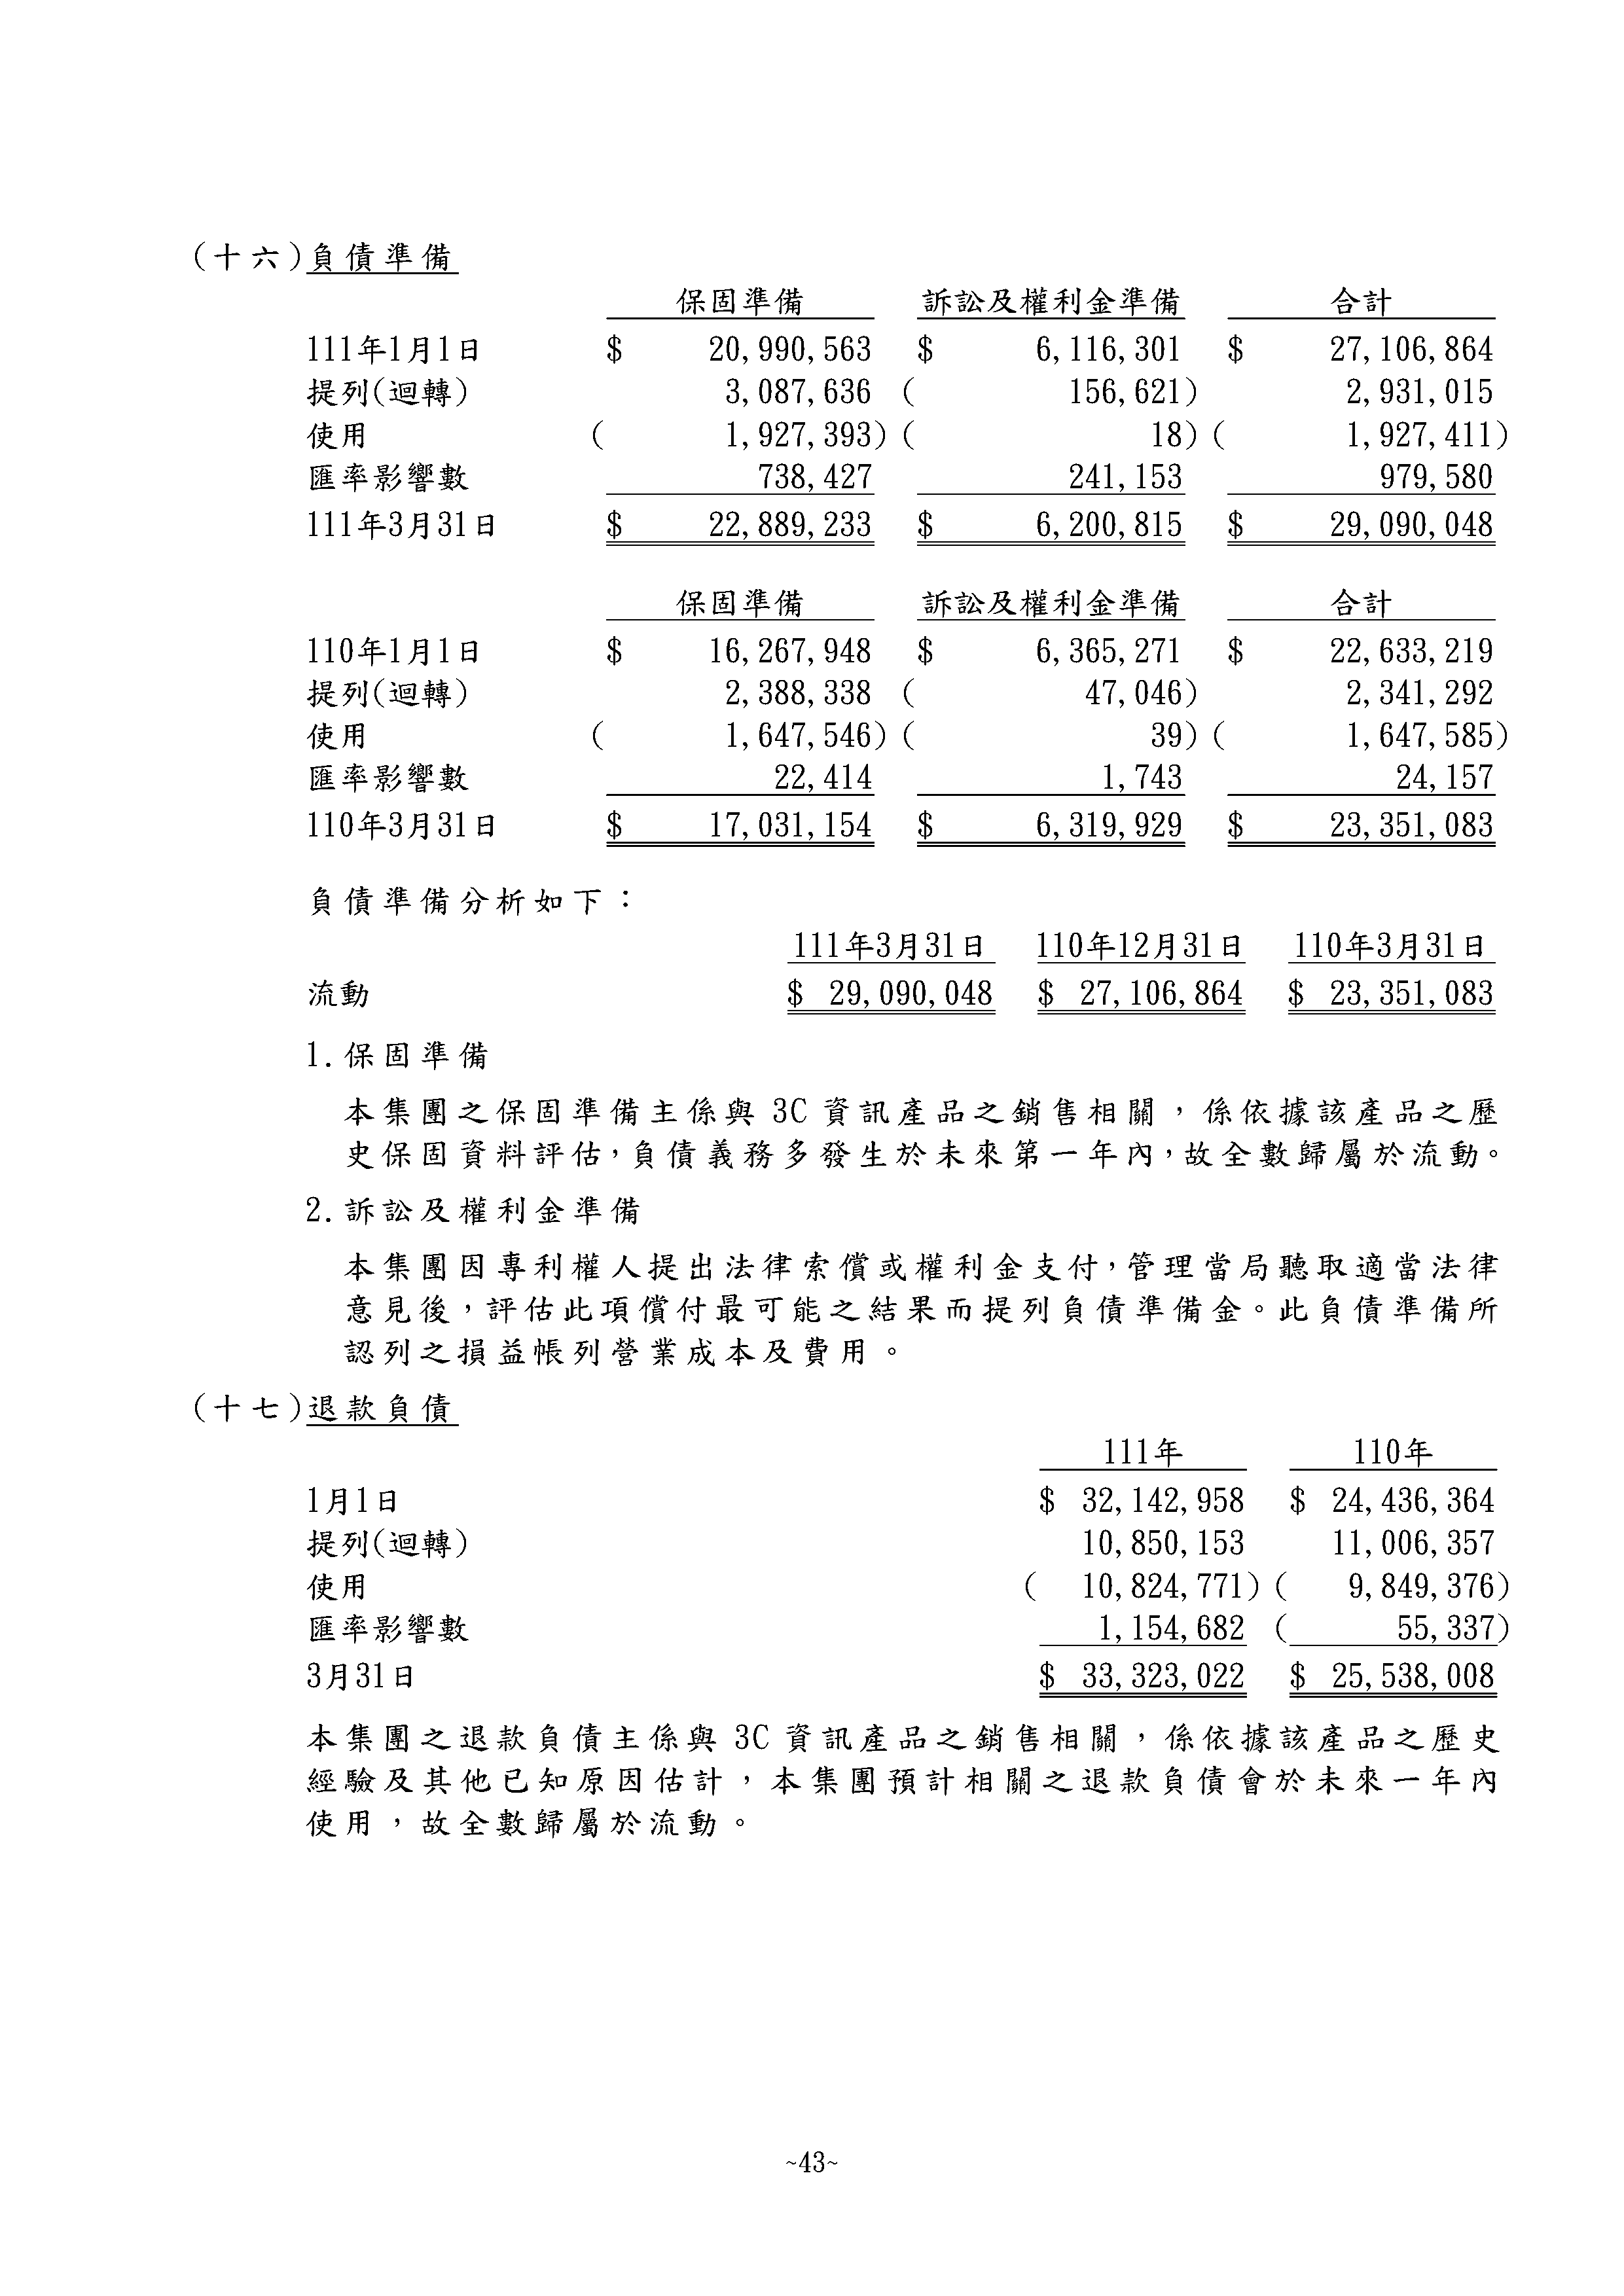 (十六)負債準備
保固準備 訴訟及權利金準備 合計
111年1月1日 $ 20,990,563 $ 6,116,301 $ 27,106,864
提列(迴轉) 3,087,636 ( 156,621) 2,931,015
使用 ( 1,927,393) ( 18) ( 1,927,411)
匯率影響數 738,427 241,153 979,580
111年3月31日 $ 22,889,233 $ 6,200,815 $ 29,090,048
保固準備 訴訟及權利金準備 合計
110年1月1日 $ 16,267,948 $ 6,365,271 $ 22,633,219
提列(迴轉) 2,388,338 ( 47,046) 2,341,292
使用 ( 1,647,546) ( 39) ( 1,647,585)
匯率影響數 22,414 1,743 24,157
110年3月31日 $ 17,031,154 $ 6,319,929 $ 23,351,083
負債準備分析如下：
111年3月31日 110年12月31日 110年3月31日
流動 $ 29,090,048 $ 27,106,864 $ 23,351,083
1.保固準備
本集團之保固準備主係與 3C 資訊產品之銷售相關，係依據該產品之歷
史保固資料評估，負債義務多發生於未來第一年內，故全數歸屬於流動。
2.訴訟及權利金準備
本集團因專利權人提出法律索償或權利金支付，管理當局聽取適當法律
意見後，評估此項償付最可能之結果而提列負債準備金。此負債準備所
認列之損益帳列營業成本及費用。
(十七)退款負債
111年 110年
1月1日 $ 32,142,958 $ 24,436,364
提列(迴轉) 10,850,153 11,006,357
使用 ( 10,824,771) ( 9,849,376)
匯率影響數 1,154,682 ( 55,337)
3月31日 $ 33,323,022 $ 25,538,008
本集團之退款負債主係與 3C 資訊產品之銷售相關，係依據該產品之歷史
經驗及其他已知原因估計，本集團預計相關之退款負債會於未來一年內
使用，故全數歸屬於流動。
~43~